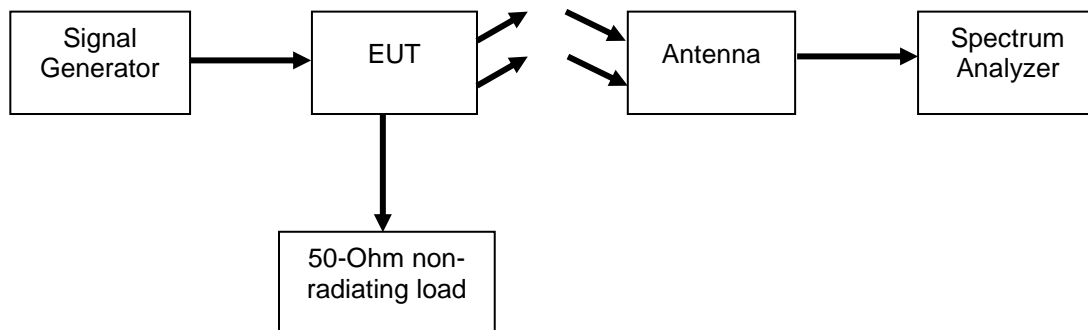 Signal
Generator
EUT
Antenna
Spectrum
Analyzer
50-Ohm non-
radiating load